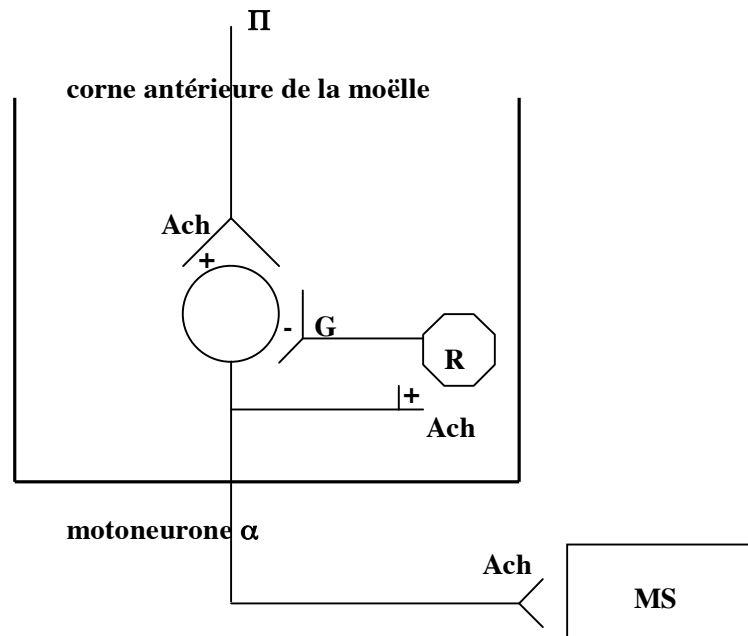 Π
corne antérieure de la moëlle
Ach
+
- G
R
+
Ach
motoneurone α
Ach
MS